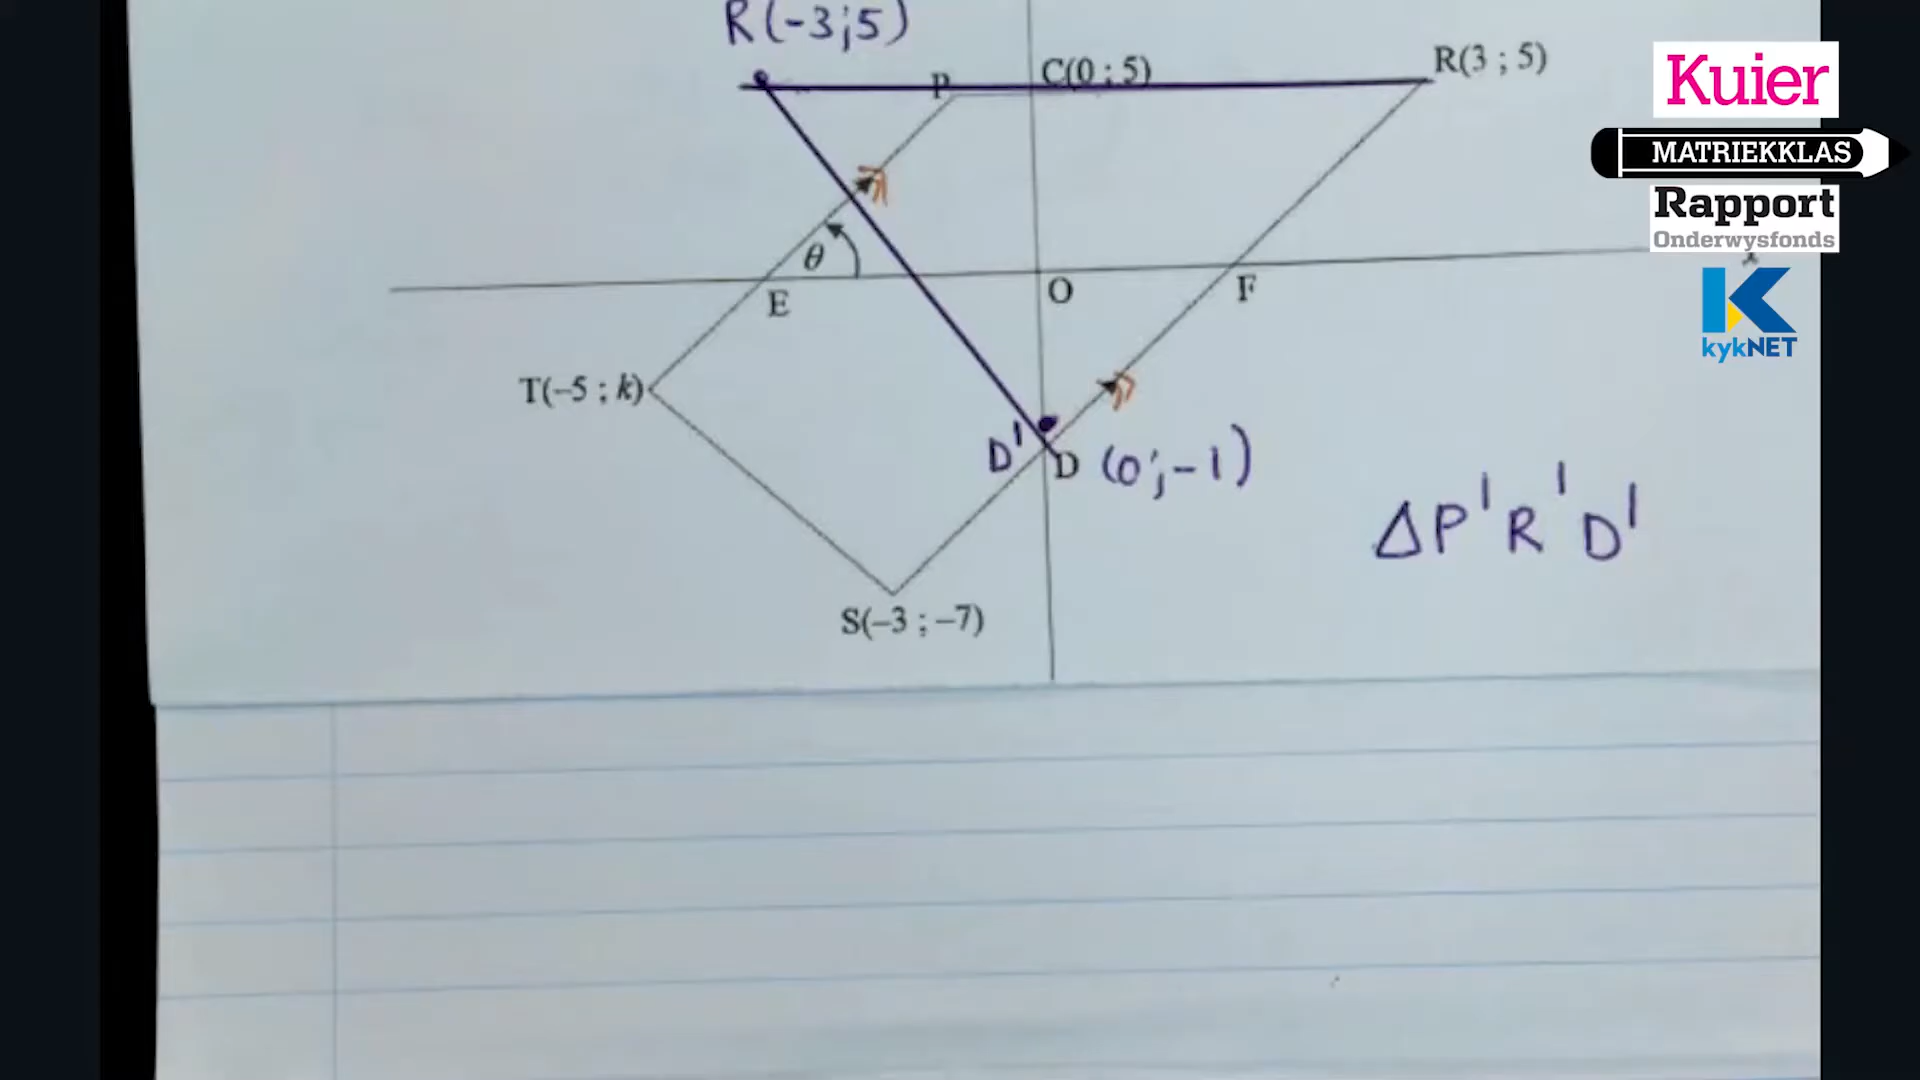 R(-3;5)
P
C(0 ; 5)
R(3 ; 5)
θ
E
O
F
x
T(–5 ; k)
D'
D
(0;-1)
ΔP'R'D'
S(–3 ; –7)
Kuier
MATRIEKKLAS
Rapport
Onderwysfonds
kykNET